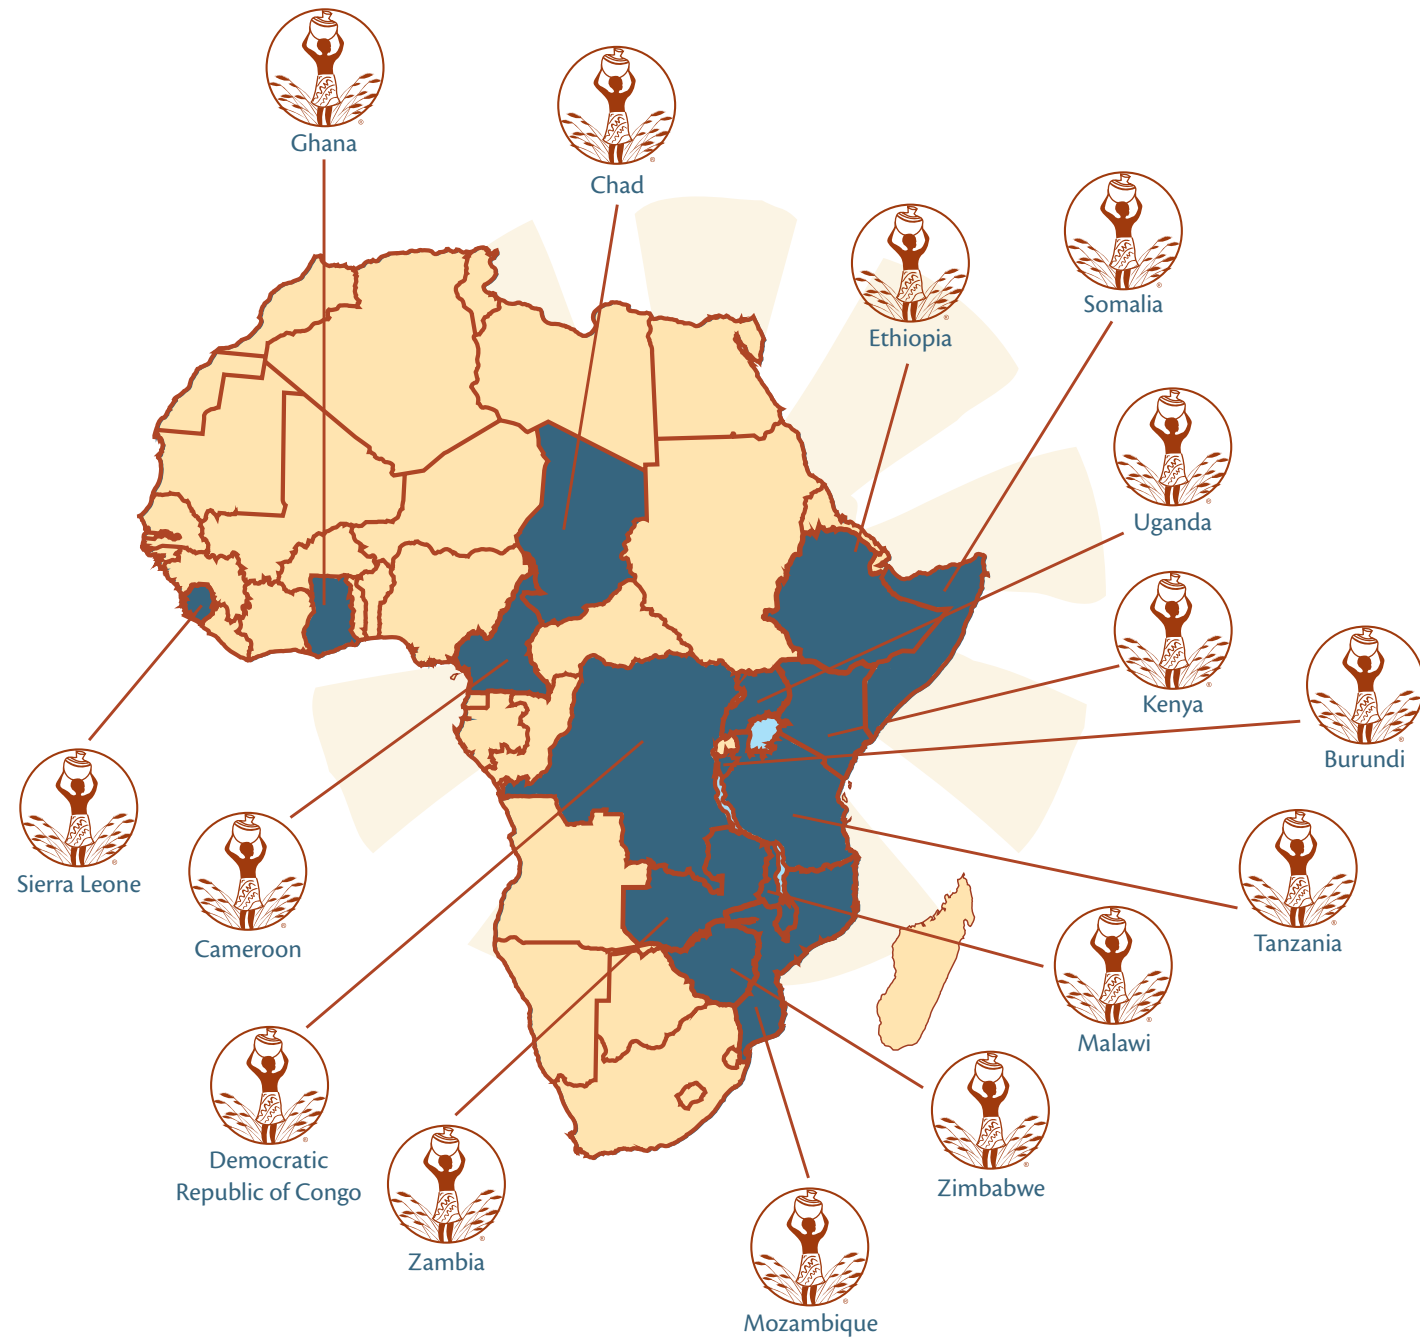 Ghana
Chad
Somalia
Ethiopia
Uganda
Kenya
Burundi
Sierra Leone
Cameroon
Tanzania
Malawi
Democratic
Republic of Congo
Zimbabwe
Zambia
Mozambique